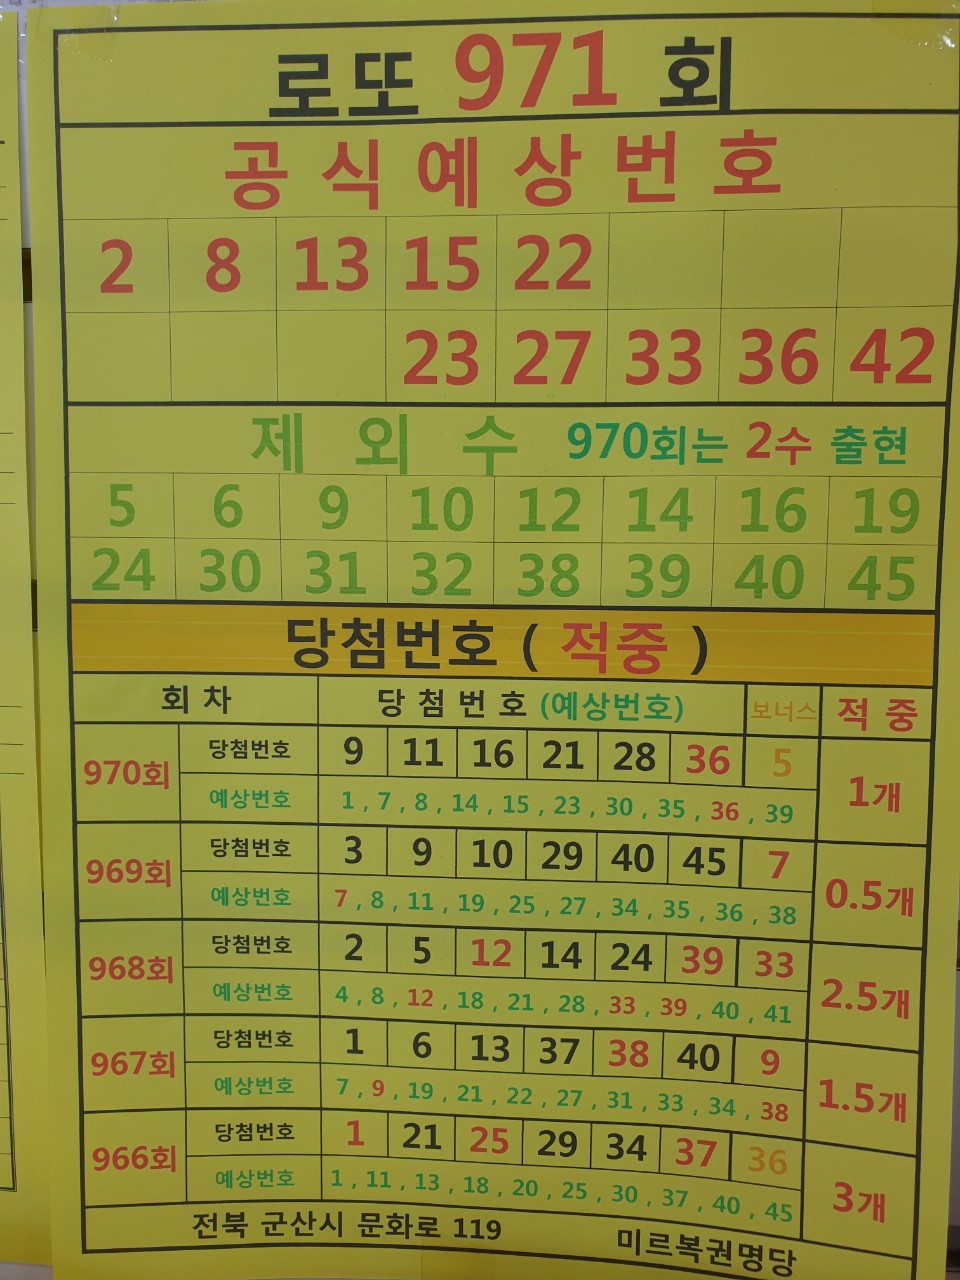 로또 971 회
공식예상번호
2 8 13 15 22
23 27 33 36 42
제 외 수 970회는 2수 출현
5 6 9 10 12 14 16 19
24 30 31 32 38 39 40 45
당첨번호 ( 적중 )
회 차 당 첨 번 호 (예상번호) 보너스 적 중
970회 당첨번호 9 11 16 21 28 36 5 1개
예상번호 1 , 7 , 8 , 14 , 15 , 23 , 30 , 35 , 36 , 39
969회 당첨번호 3 9 10 29 40 45 7 0.5개
예상번호 7 , 8 , 11 , 19 , 25 , 27 , 34 , 35 , 36 , 38
968회 당첨번호 2 5 12 14 24 39 33 2.5개
예상번호 4 , 8 , 12 , 18 , 21 , 28 , 33 , 39 , 40 , 41
967회 당첨번호 1 6 13 37 38 40 9 1.5개
예상번호 7 , 9 , 19 , 21 , 22 , 27 , 31 , 33 , 34 , 38
966회 당첨번호 1 21 25 29 34 37 36 3개
예상번호 1 , 11 , 13 , 18 , 20 , 25 , 30 , 37 , 40 , 45
전북 군산시 문화로 119 미르복권명당